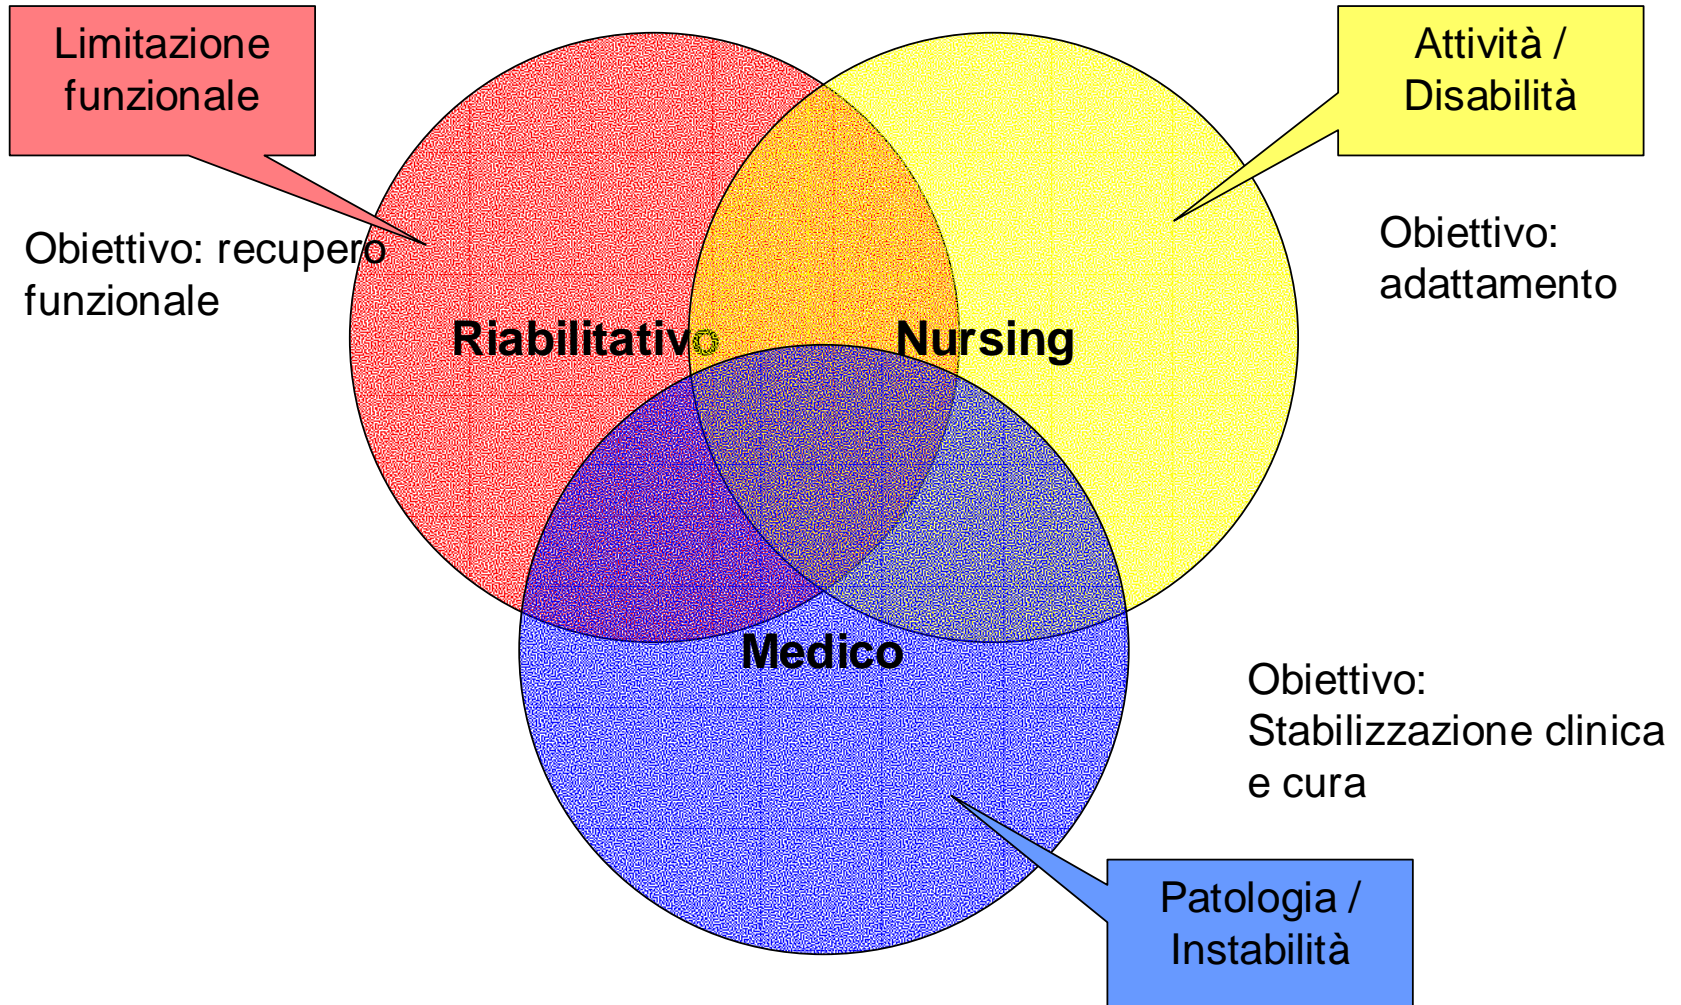 Limitazione
funzionale
Attività /
Disabilità
Obiettivo: recupero
funzionale
Obiettivo:
adattamento
Riabilitativo
Nursing
Medico
Obiettivo:
Stabilizzazione clinica
e cura
Patologia /
Instabilità